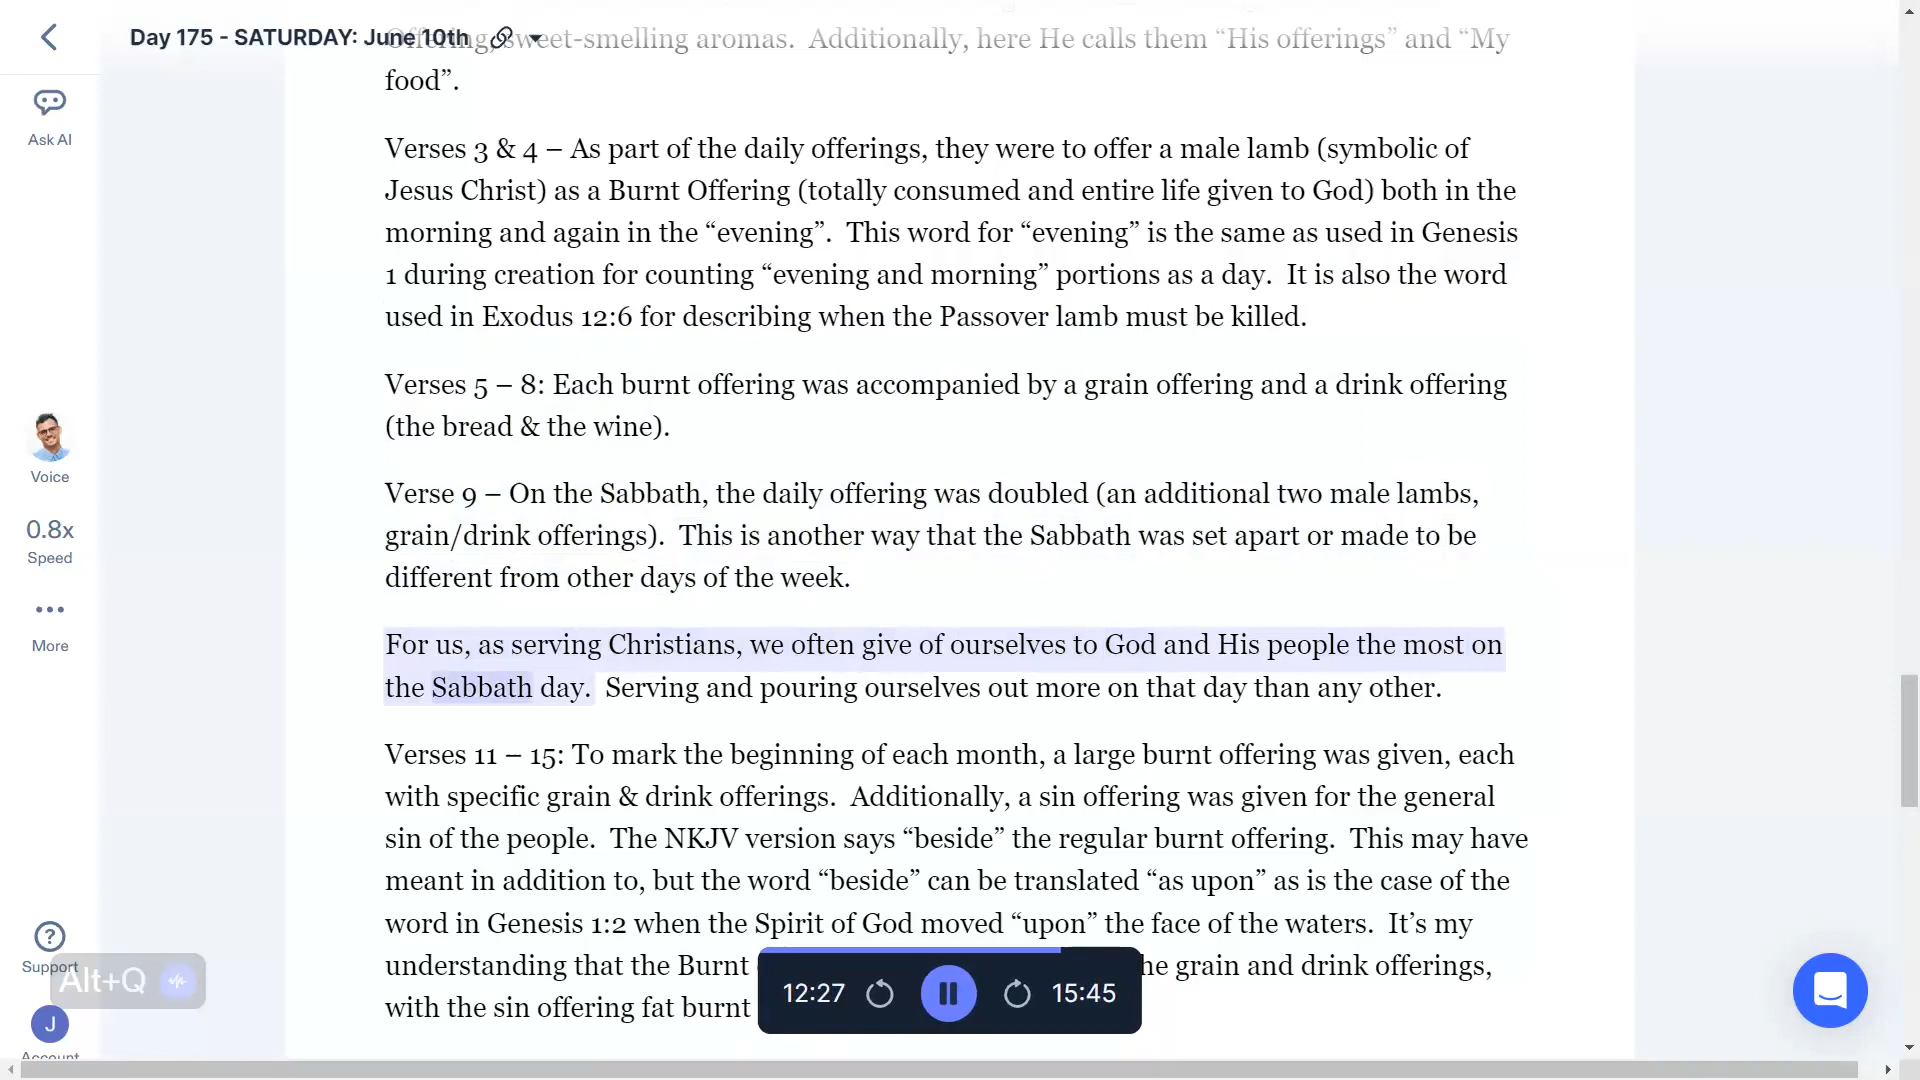 Day 175 - SATURDAY: June 10th
Offering, sweet-smelling aromas.  Additionally, here He calls them “His offerings” and “My
food”.
Ask AI
Verses 3 & 4 – As part of the daily offerings, they were to offer a male lamb (symbolic of
Jesus Christ) as a Burnt Offering (totally consumed and entire life given to God) both in the
morning and again in the “evening”.  This word for “evening” is the same as used in Genesis
1 during creation for counting “evening and morning” portions as a day.  It is also the word
used in Exodus 12:6 for describing when the Passover lamb must be killed.
Verses 5 – 8: Each burnt offering was accompanied by a grain offering and a drink offering
(the bread & the wine).
Voice
0.8x
Speed
More
Verse 9 – On the Sabbath, the daily offering was doubled (an additional two male lambs,
grain/drink offerings).  This is another way that the Sabbath was set apart or made to be
different from other days of the week.
For us, as serving Christians, we often give of ourselves to God and His people the most on
the Sabbath day.  Serving and pouring ourselves out more on that day than any other.
Verses 11 – 15: To mark the beginning of each month, a large burnt offering was given, each
with specific grain & drink offerings.  Additionally, a sin offering was given for the general
sin of the people.  The NKJV version says “beside” the regular burnt offering.  This may have
meant in addition to, but the word “beside” can be translated “as upon” as is the case of the
word in Genesis 1:2 when the Spirit of God moved “upon” the face of the waters.  It’s my
understanding that the Burnt he grain and drink offerings,
with the sin offering fat burnt
12:27
15:45
Support
Alt+Q
J
Account